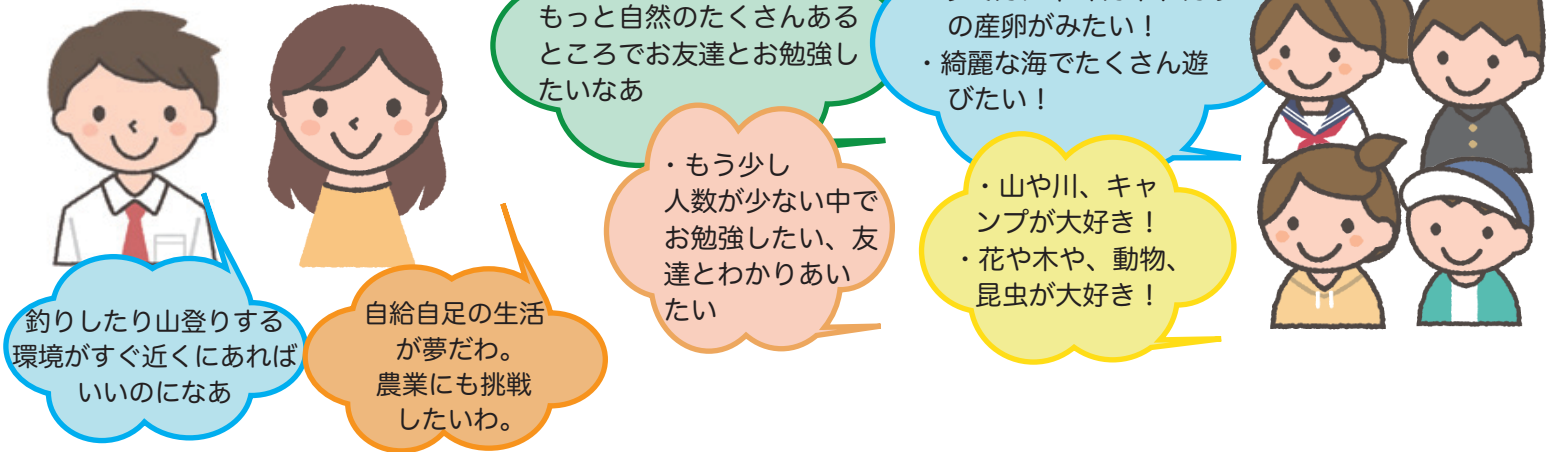 もっと自然のたくさんある
ところでお友達とお勉強し
たいなあ
の産卵がみたい！
・綺麗な海でたくさん遊
びたい！
・もう少し
人数が少ない中で
お勉強したい、友
達とわかりあい
たい
・山や川、キャ
ンプが大好き！
・花や木や、動物、
昆虫が大好き！
釣りしたり山登りする
環境がすぐ近くにあれば
いいのになあ
自給自足の生活
が夢だわ。
農業にも挑戦
したいわ。